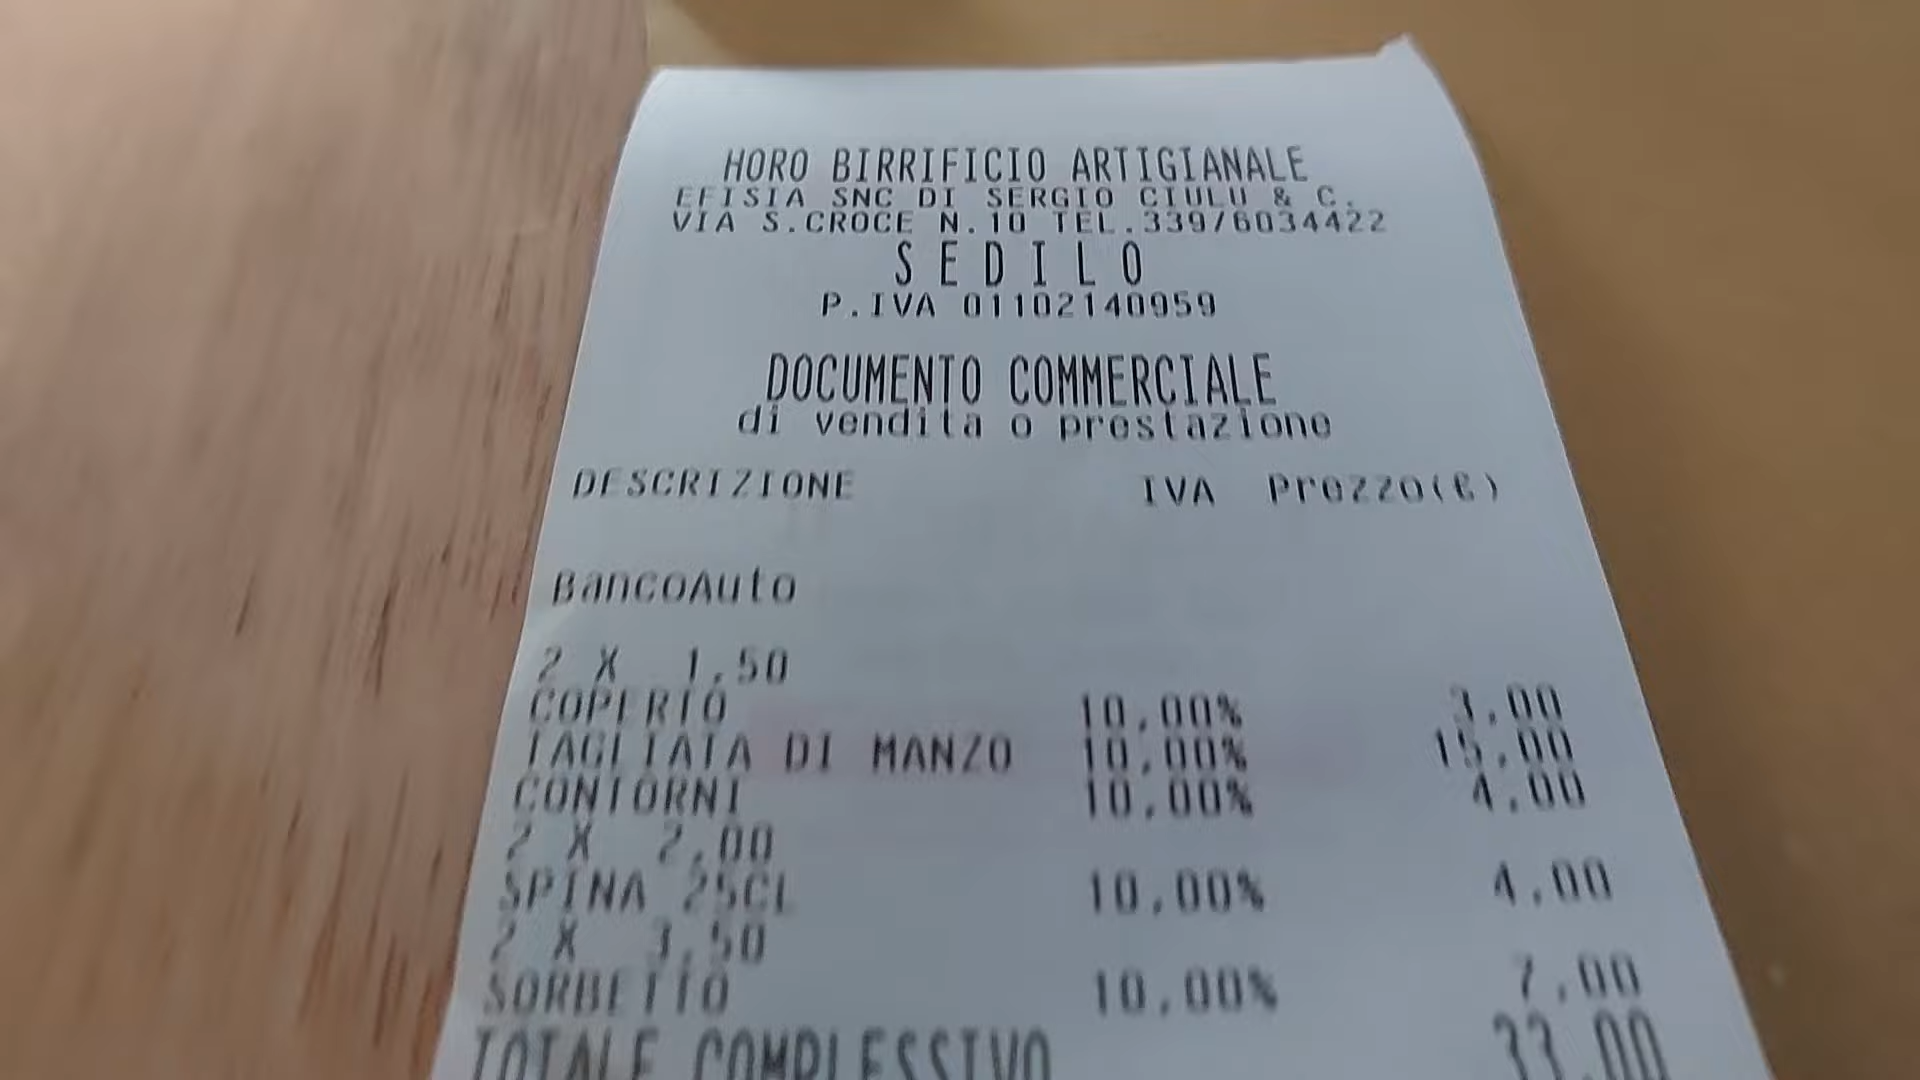 HORO BIRRIFICIO ARTIGIANALE
EFISIA SNC DI SERGIO CIULU & C.
VIA S.CROCE N.10 TEL.33976034422
SEDILO
P.IVA 01102140959
DOCUMENTO COMMERCIALE
di vendita o prestazione
DESCRIZIONE IVA Prezzo(€)
BancoAuto
2 X 1,50
COPERTO 10,00% 3,00
TAGLIATA DI MANZO 10,00% 15,00
CONTORNI 10,00% 4,00
2 X 2,00
SPINA 25CL 10,00% 4,00
2 X 3,50
SORBETTO 10,00% 7,00
TOTALE COMPLESSIVO 33,00